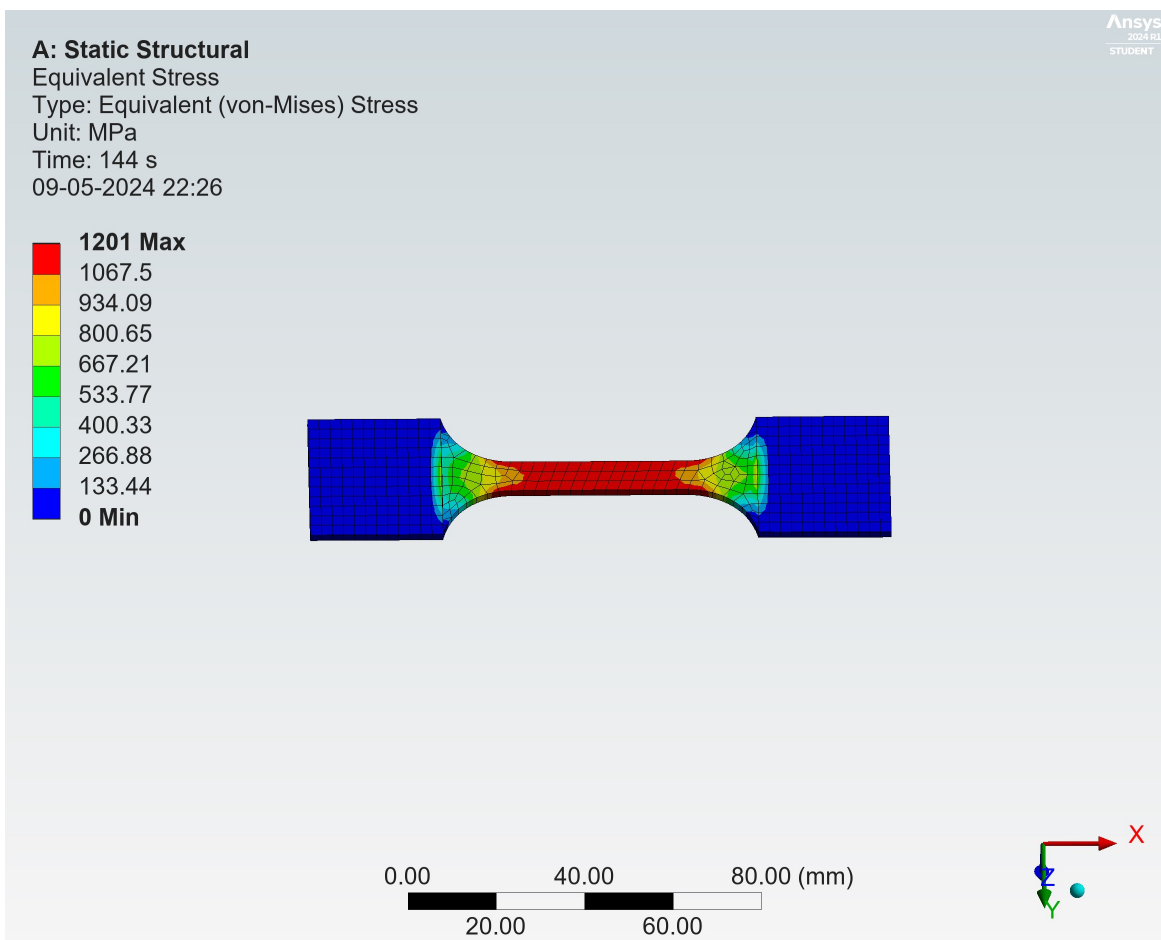 Ansys
2024 R1
STUDENT
A: Static Structural
Equivalent Stress
Type: Equivalent (von-Mises) Stress
Unit: MPa
Time: 144 s
09-05-2024 22:26
1201 Max
1067.5
934.09
800.65
667.21
533.77
400.33
266.88
133.44
0 Min
0.00 40.00 80.00 (mm)
20.00 60.00
X
Z
Y